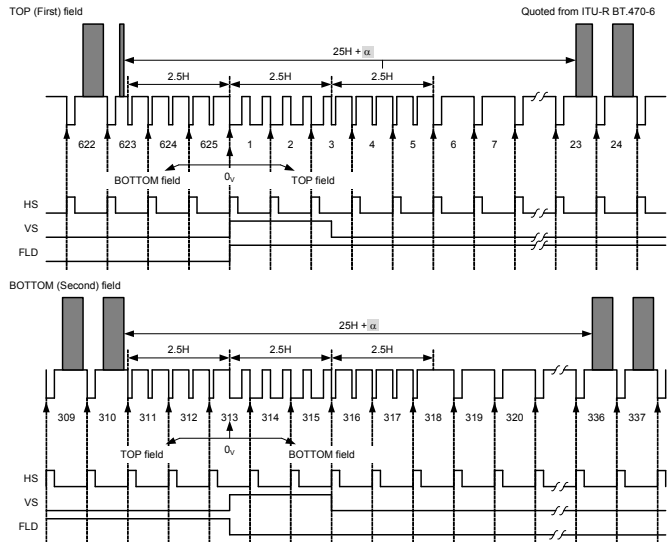 TOP (First) field Quoted from ITU-R BT.470-6
25H + α
2.5H 2.5H 2.5H
622 623 624 625 1 2 3 4 5 6 7 23 24
BOTTOM field 0V TOP field
HS
VS
FLD
BOTTOM (Second) field
25H + α
2.5H 2.5H 2.5H
309 310 311 312 313 314 315 316 317 318 319 320 336 337
TOP field 0V BOTTOM field
HS
VS
FLD